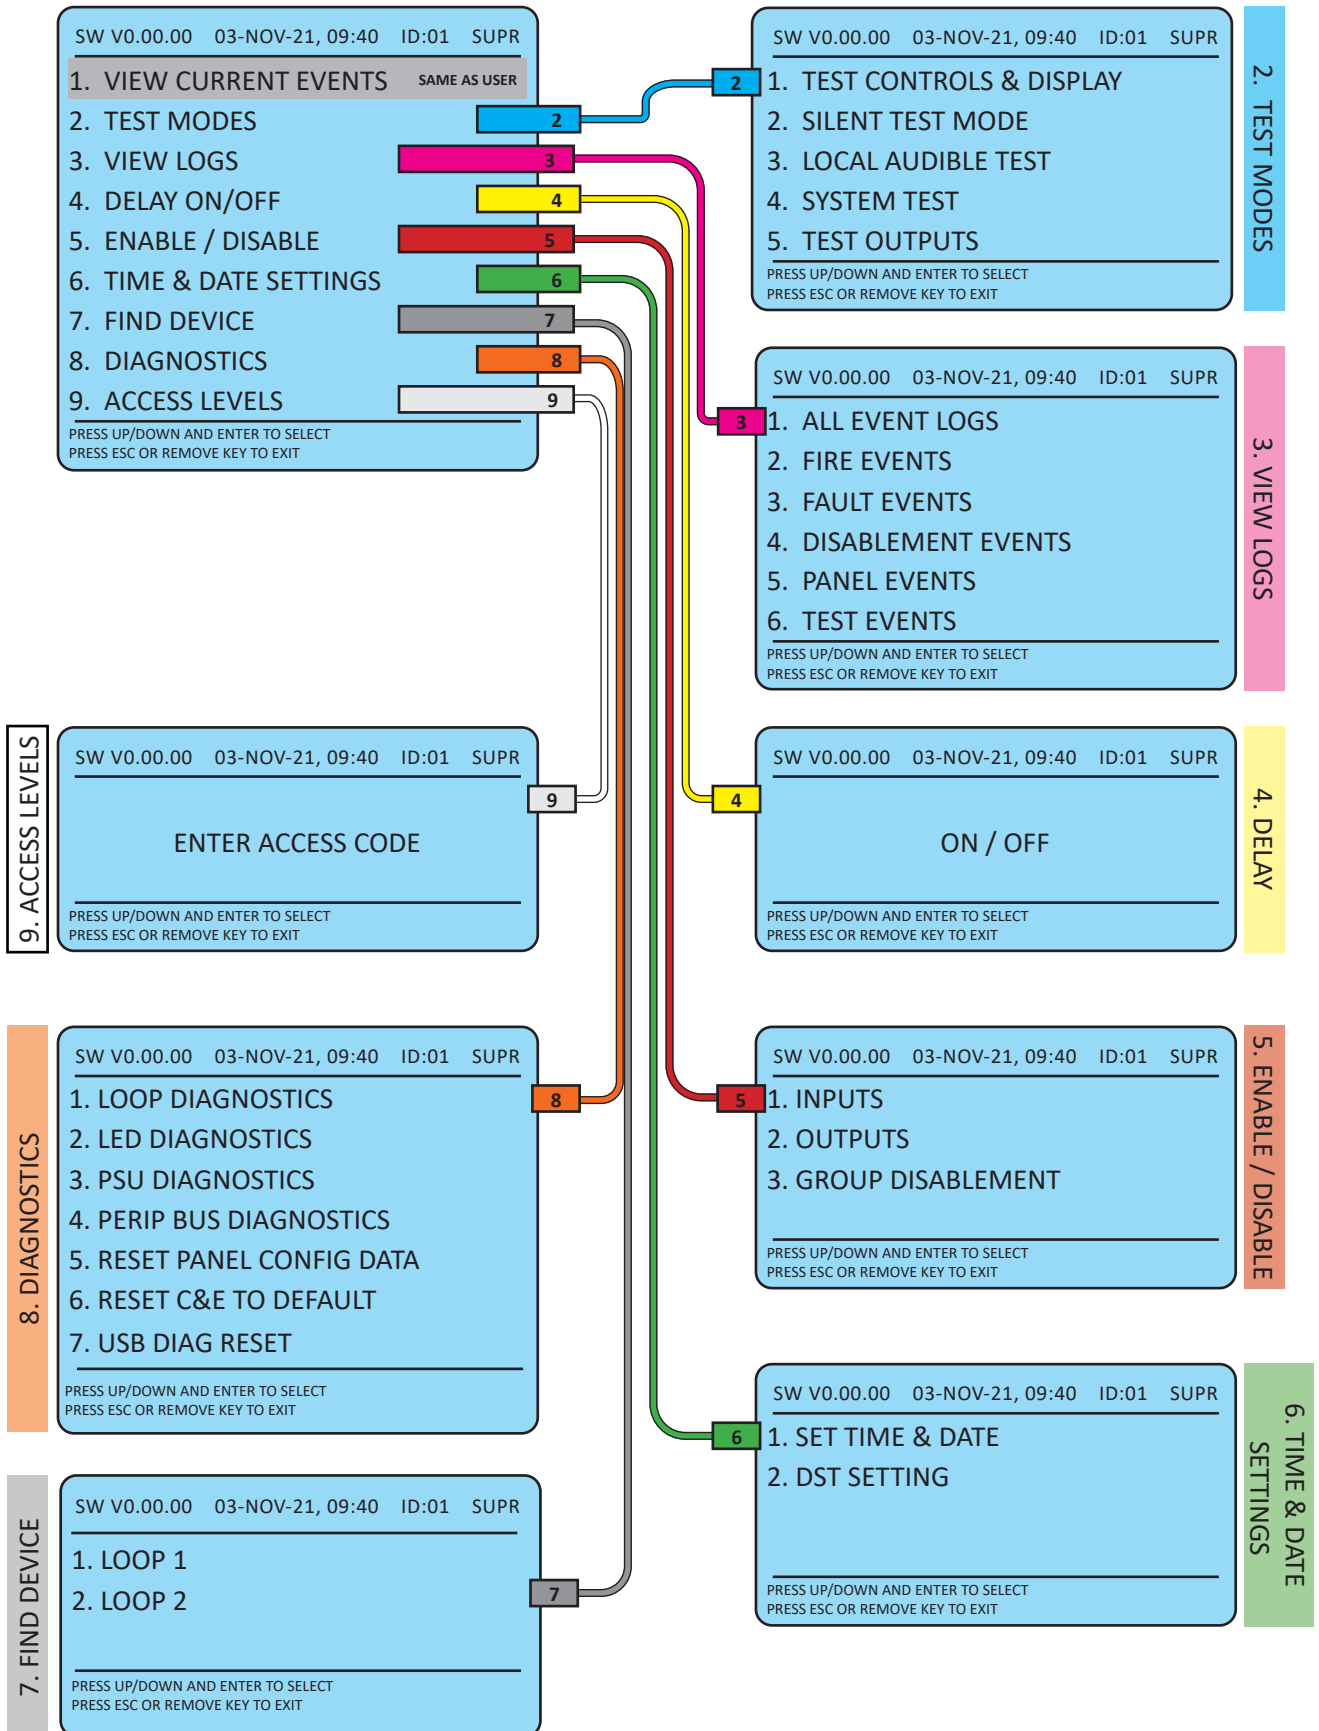 SW V0.00.00 03-NOV-21, 09:40 ID:01 SUPR
1. VIEW CURRENT EVENTS SAME AS USER
2. TEST MODES 2
3. VIEW LOGS 3
4. DELAY ON/OFF 4
5. ENABLE / DISABLE 5
6. TIME & DATE SETTINGS 6
7. FIND DEVICE 7
8. DIAGNOSTICS 8
9. ACCESS LEVELS 9
PRESS UP/DOWN AND ENTER TO SELECT
PRESS ESC OR REMOVE KEY TO EXIT
SW V0.00.00 03-NOV-21, 09:40 ID:01 SUPR
2 1. TEST CONTROLS & DISPLAY
2. SILENT TEST MODE
3. LOCAL AUDIBLE TEST
4. SYSTEM TEST
5. TEST OUTPUTS
PRESS UP/DOWN AND ENTER TO SELECT
PRESS ESC OR REMOVE KEY TO EXIT
2. TEST MODES
SW V0.00.00 03-NOV-21, 09:40 ID:01 SUPR
3 1. ALL EVENT LOGS
2. FIRE EVENTS
3. FAULT EVENTS
4. DISABLEMENT EVENTS
5. PANEL EVENTS
6. TEST EVENTS
PRESS UP/DOWN AND ENTER TO SELECT
PRESS ESC OR REMOVE KEY TO EXIT
3. VIEW LOGS
9. ACCESS LEVELS
SW V0.00.00 03-NOV-21, 09:40 ID:01 SUPR
9
ENTER ACCESS CODE
PRESS UP/DOWN AND ENTER TO SELECT
PRESS ESC OR REMOVE KEY TO EXIT
SW V0.00.00 03-NOV-21, 09:40 ID:01 SUPR
4
ON / OFF
PRESS UP/DOWN AND ENTER TO SELECT
PRESS ESC OR REMOVE KEY TO EXIT
4. DELAY
8. DIAGNOSTICS
SW V0.00.00 03-NOV-21, 09:40 ID:01 SUPR
1. LOOP DIAGNOSTICS 8
2. LED DIAGNOSTICS
3. PSU DIAGNOSTICS
4. PERIP BUS DIAGNOSTICS
5. RESET PANEL CONFIG DATA
6. RESET C&E TO DEFAULT
7. USB DIAG RESET
PRESS UP/DOWN AND ENTER TO SELECT
PRESS ESC OR REMOVE KEY TO EXIT
SW V0.00.00 03-NOV-21, 09:40 ID:01 SUPR
5 1. INPUTS
2. OUTPUTS
3. GROUP DISABLEMENT
PRESS UP/DOWN AND ENTER TO SELECT
PRESS ESC OR REMOVE KEY TO EXIT
5. ENABLE / DISABLE
SW V0.00.00 03-NOV-21, 09:40 ID:01 SUPR
6 1. SET TIME & DATE
2. DST SETTING
PRESS UP/DOWN AND ENTER TO SELECT
PRESS ESC OR REMOVE KEY TO EXIT
6. TIME & DATE
SETTINGS
7. FIND DEVICE
SW V0.00.00 03-NOV-21, 09:40 ID:01 SUPR
1. LOOP 1
2. LOOP 2 7
PRESS UP/DOWN AND ENTER TO SELECT
PRESS ESC OR REMOVE KEY TO EXIT